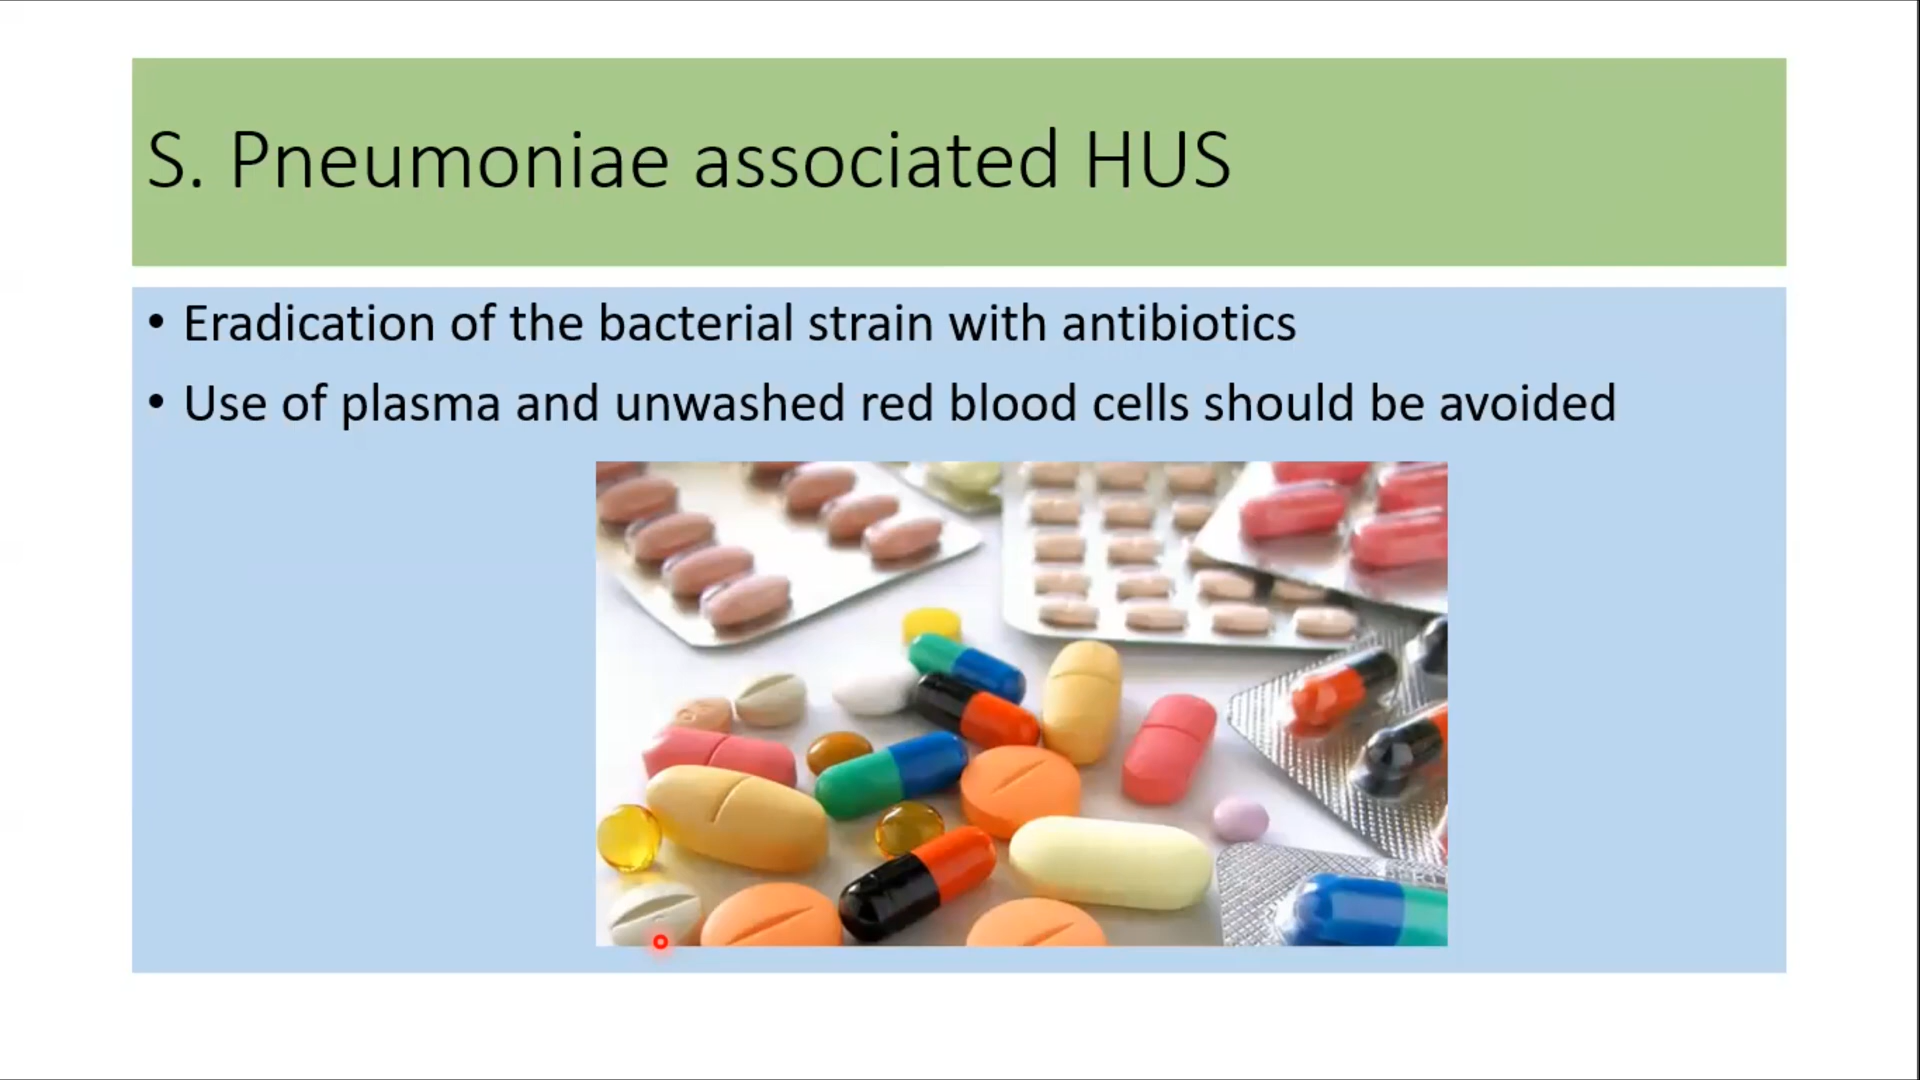 S. Pneumoniae associated HUS
• Eradication of the bacterial strain with antibiotics
• Use of plasma and unwashed red blood cells should be avoided